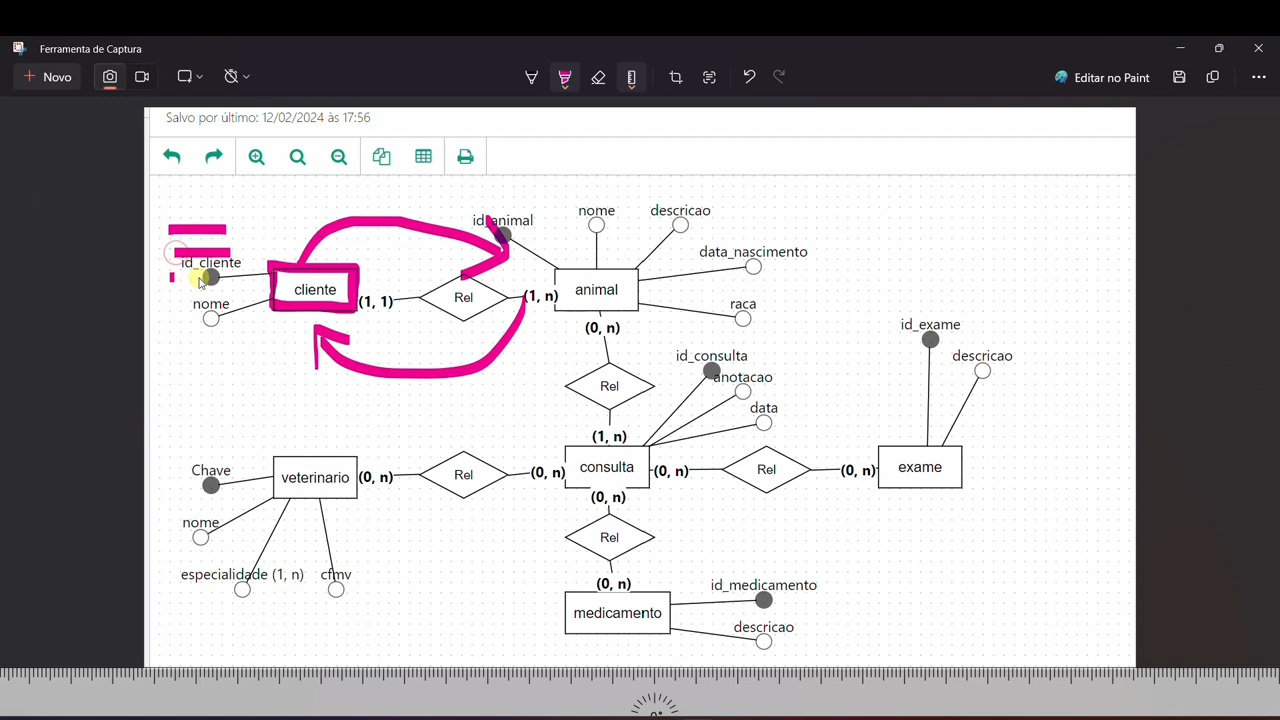 Ferramenta de Captura
Novo
Editar no Paint
Salvo por último: 12/02/2024 às 17:56
id_animal
nome
descricao
data_nascimento
id_cliente
cliente
(1, 1)
Rel
(1, n)
animal
nome
raca
(0, n)
id_exame
id_consulta
descricao
anotacao
Rel
data
(1, n)
Chave
veterinario
(0, n)
Rel
(0, n)
consulta
(0, n)
Rel
(0, n)
exame
(0, n)
nome
Rel
especialidade (1, n)
cfmv
(0, n)
id_medicamento
medicamento
descricao
0°